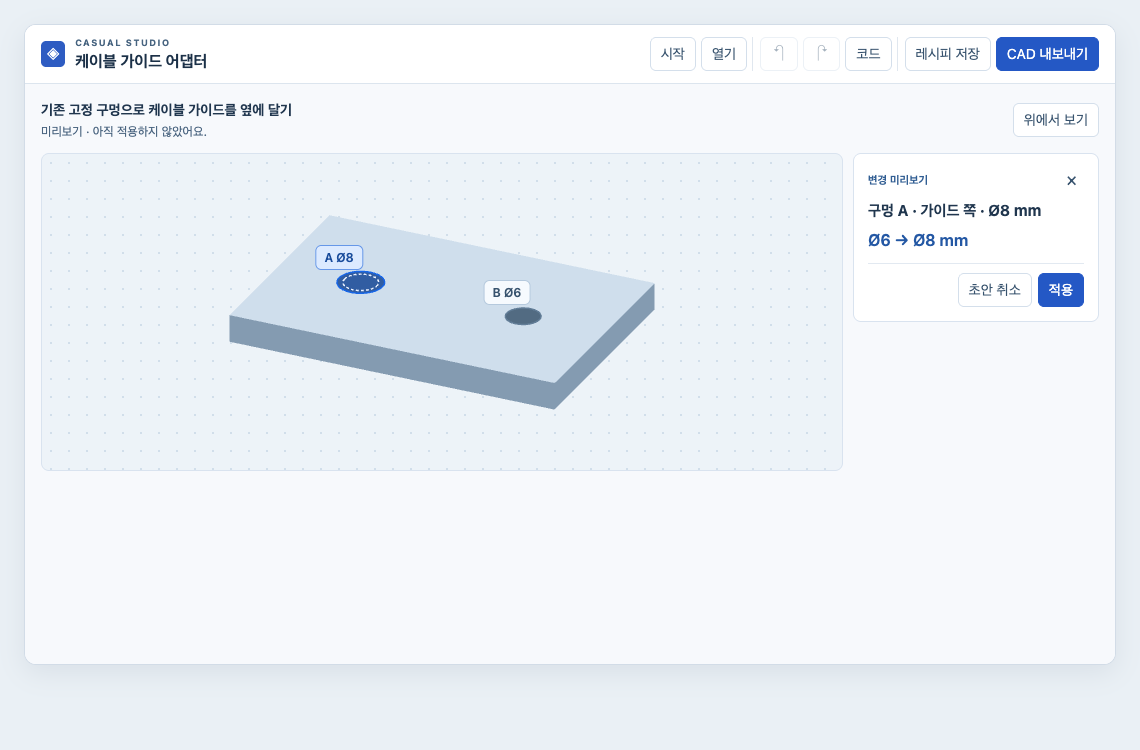 CASUAL STUDIO
케이블 가이드 어댑터
시작
열기
코드
레시피 저장
CAD 내보내기
기존 고정 구멍으로 케이블 가이드를 옆에 달기
미리보기 · 아직 적용하지 않았어요.
위에서 보기
A Ø8
B Ø6
변경 미리보기
×
구멍 A · 가이드 쪽 · Ø8 mm
Ø6 → Ø8 mm
초안 취소
적용